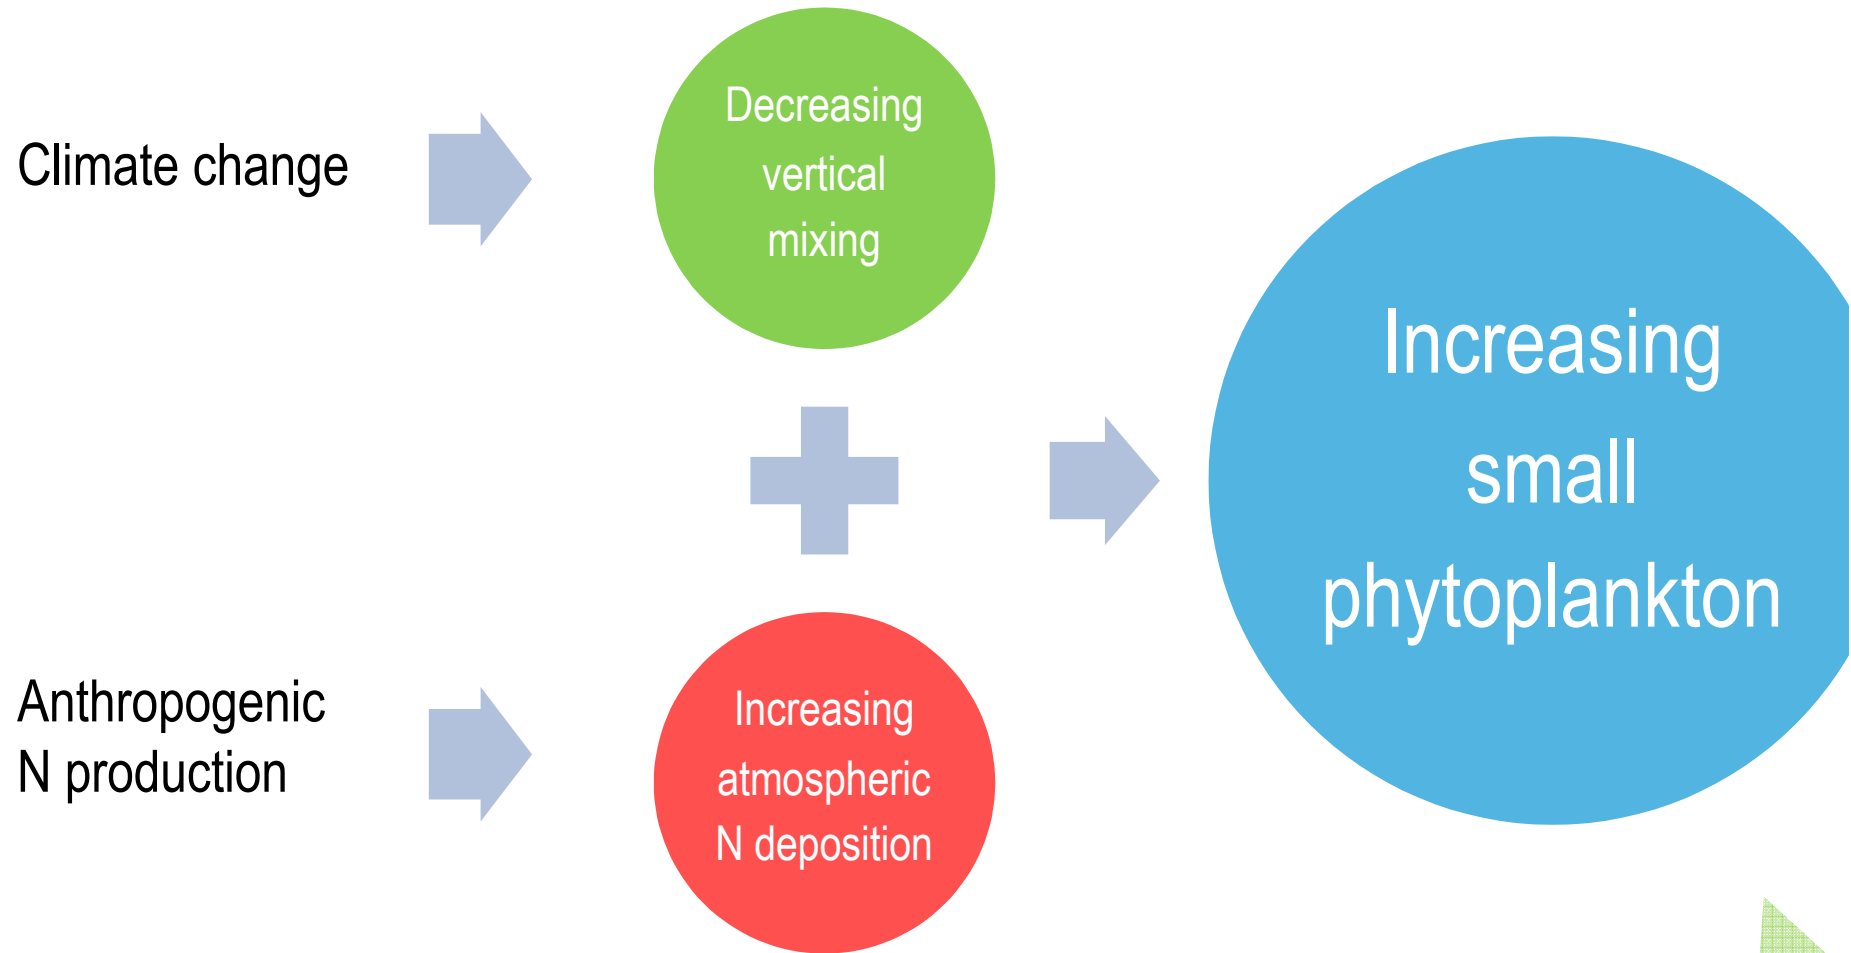 Climate change
Decreasing
vertical
mixing
Increasing
small
phytoplankton
Anthropogenic
N production
Increasing
atmospheric
N deposition